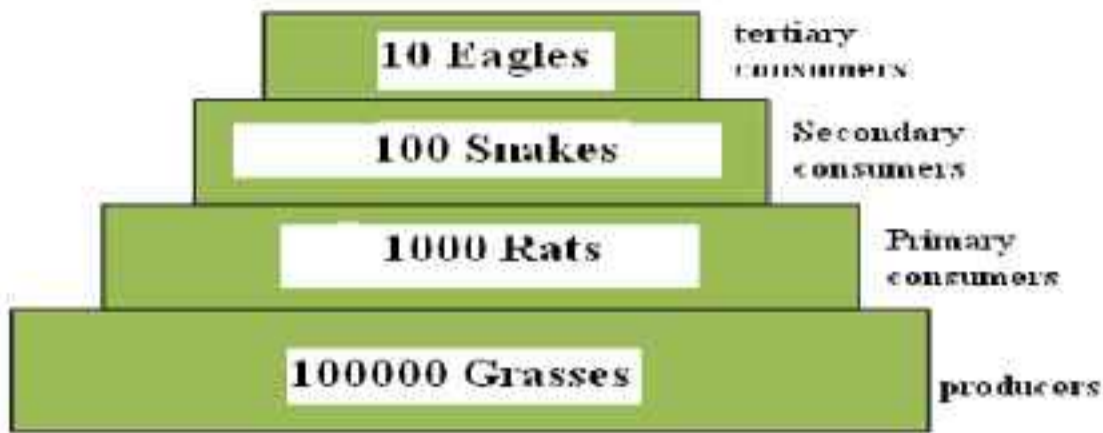 10 Eagles
tertiary
consumers
100 Snakes
Secondary
consumers
1000 Rats
Primary
consumers
100000 Grasses
producers